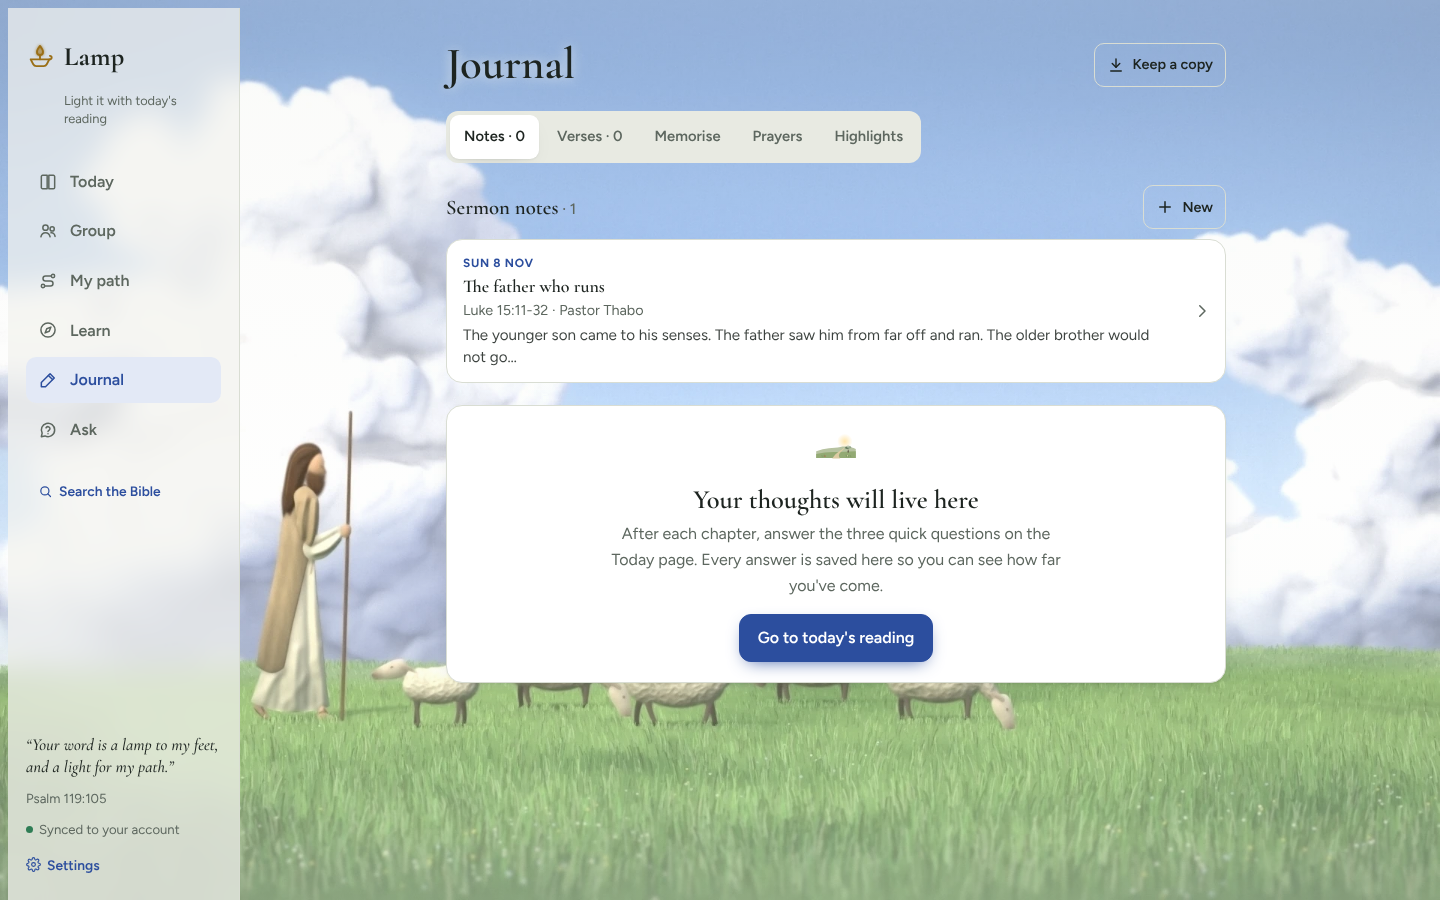 Lamp
Light it with today's
reading
Today
Group
My path
Learn
Journal
Ask
Search the Bible
“Your word is a lamp to my feet,
and a light for my path.”
Psalm 119:105
Synced to your account
Settings
Journal
Keep a copy
Notes · 0
Verses · 0
Memorise
Prayers
Highlights
Sermon notes · 1
New
SUN 8 NOV
The father who runs
Luke 15:11-32 · Pastor Thabo
The younger son came to his senses. The father saw him from far off and ran. The older brother would
not go...
Your thoughts will live here
After each chapter, answer the three quick questions on the
Today page. Every answer is saved here so you can see how far
you've come.
Go to today's reading